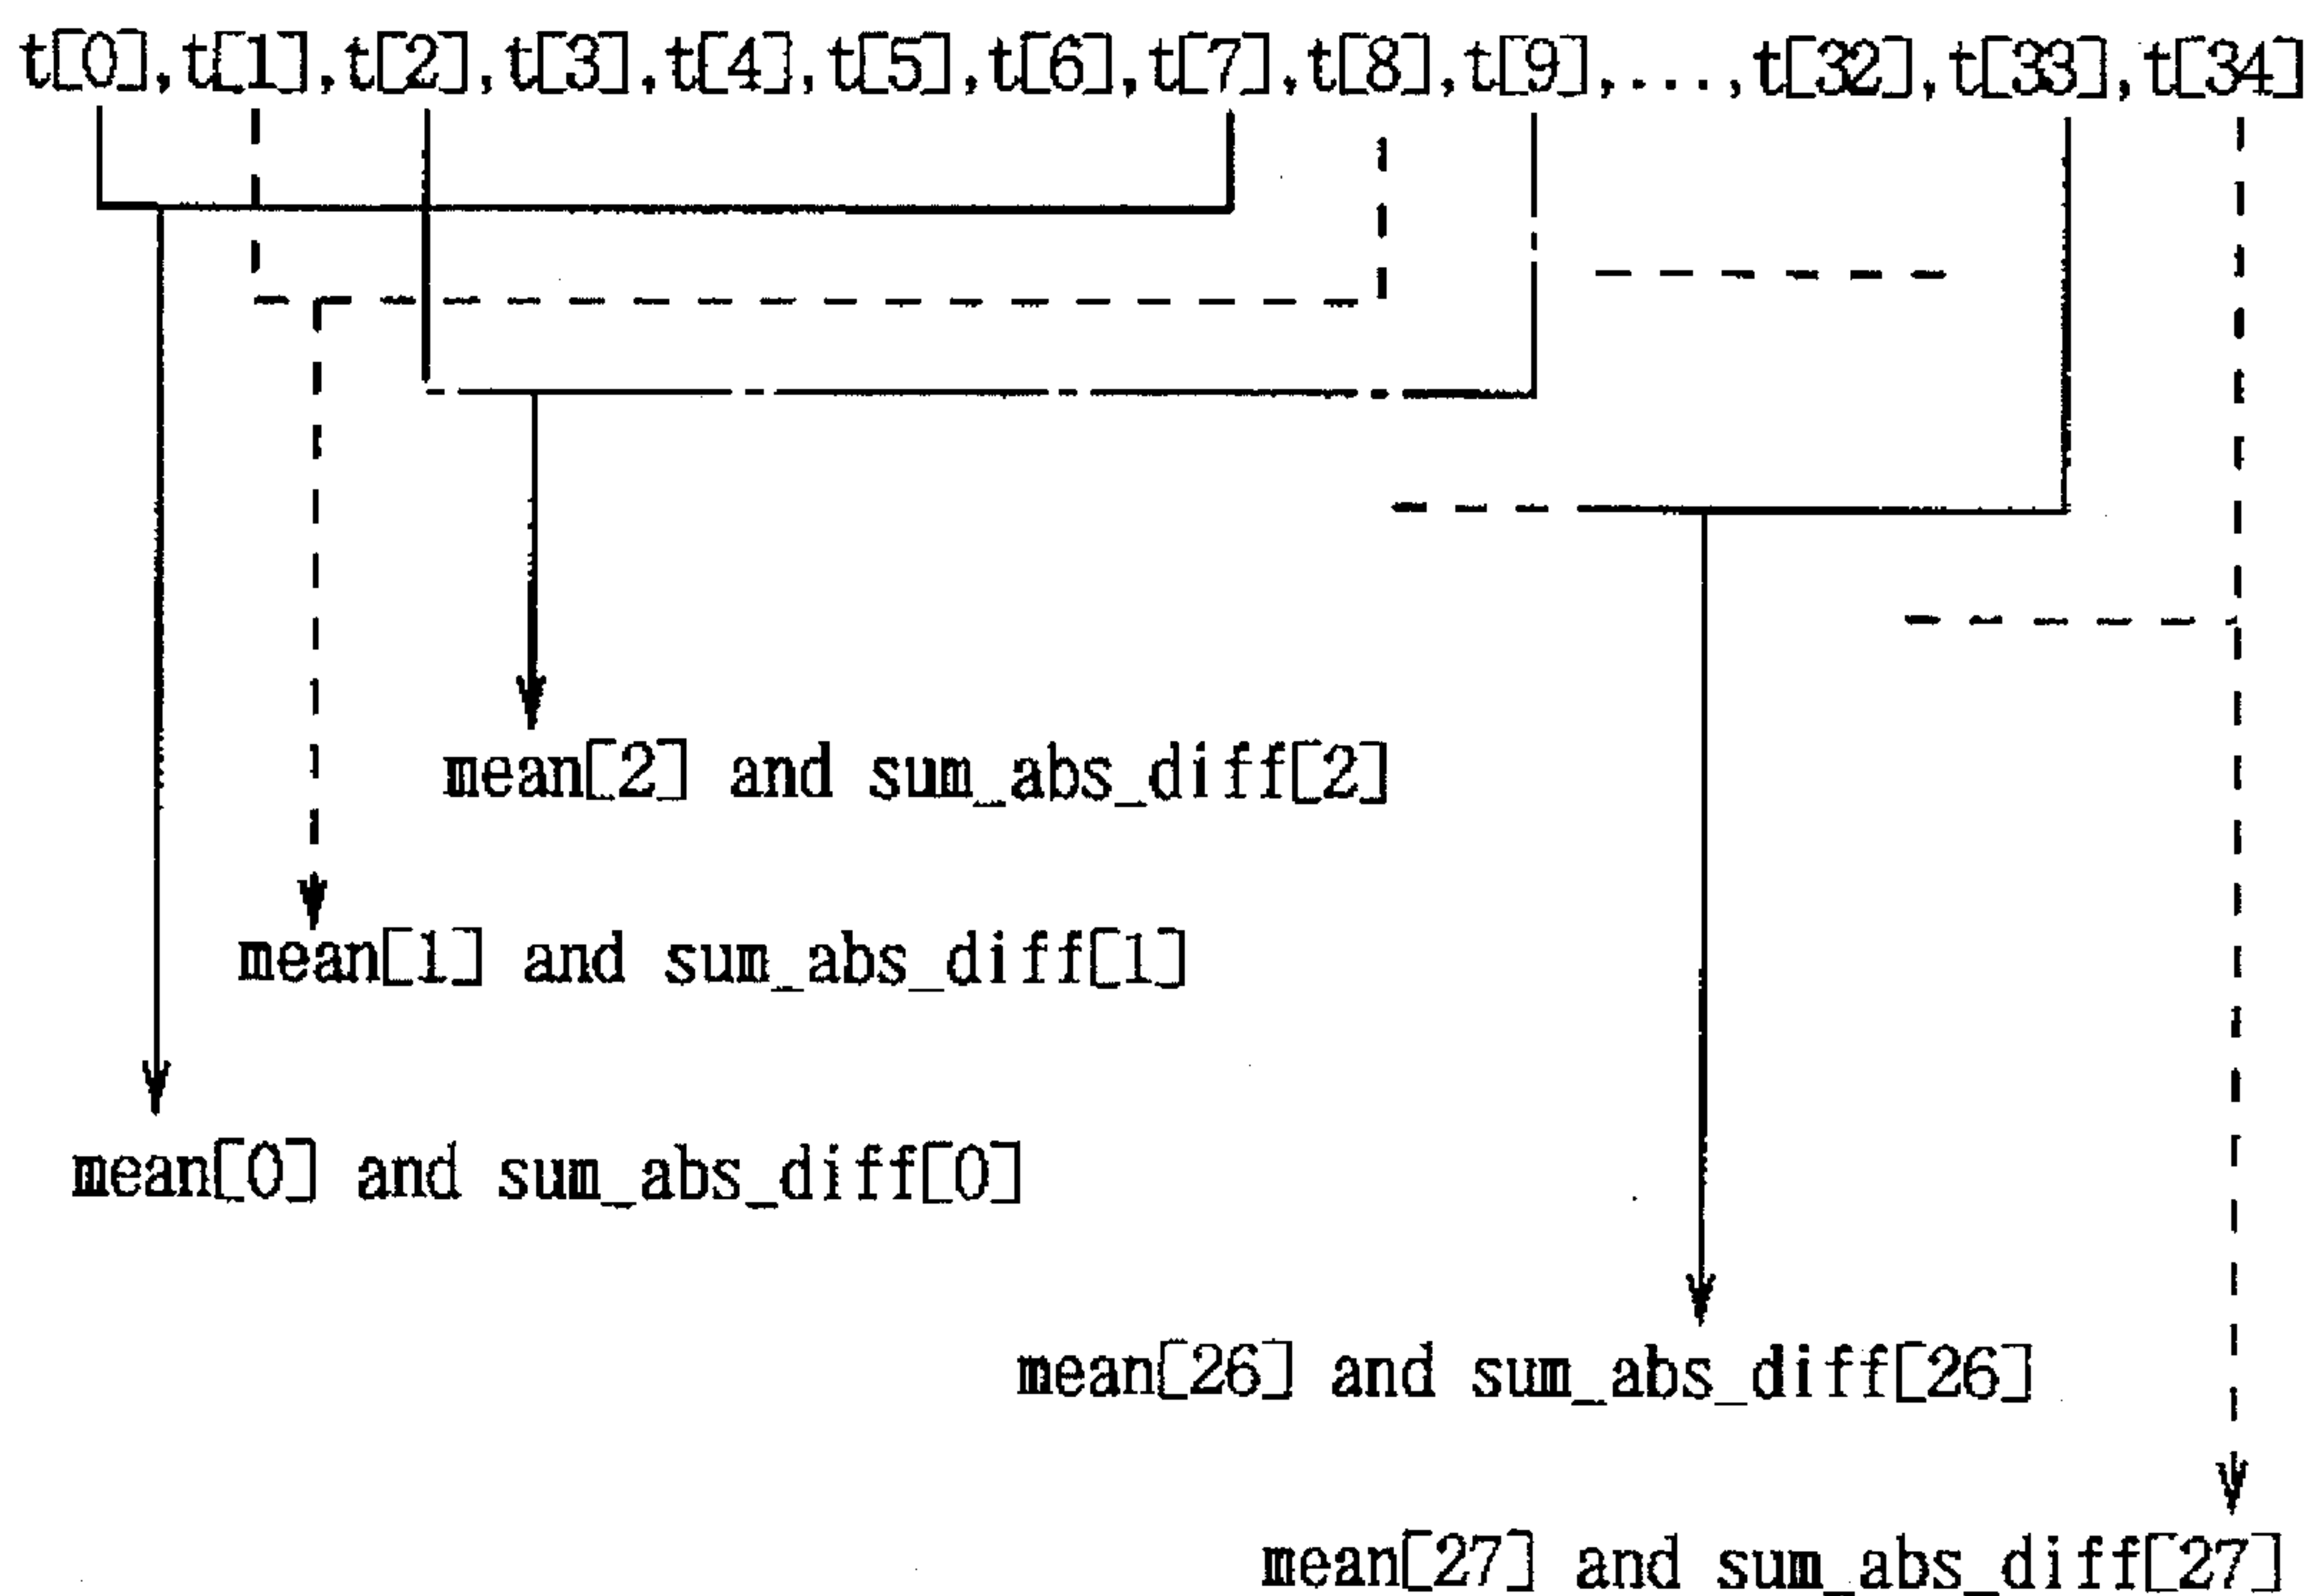 t[0],t[1],t[2],t[3],t[4],t[5],t[6],t[7],t[8],t[9],...,t[32],t[33],t[34]
mean[2] and sum_abs_diff[2]
mean[1] and sum_abs_diff[1]
mean[0] and sum_abs_diff[0]
mean[26] and sum_abs_diff[26]
mean[27] and sum_abs_diff[27]